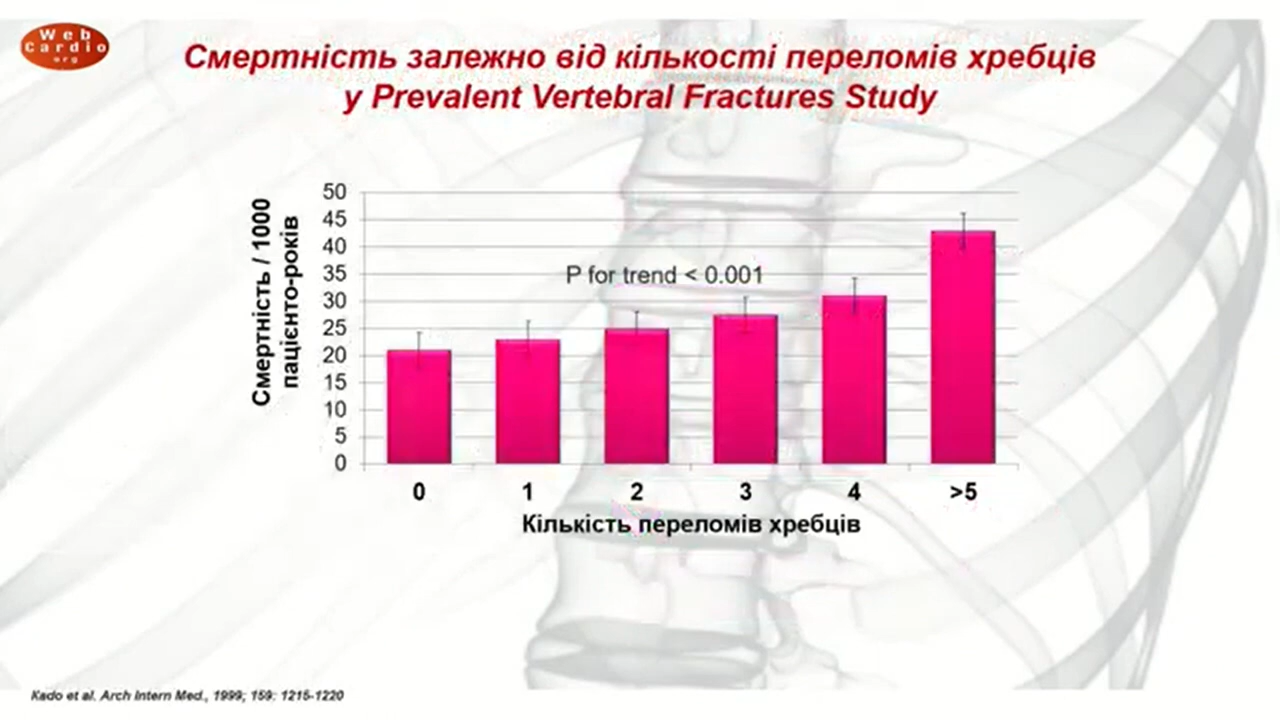 Web
Cardio
org
Смертність залежно від кількості переломів хребців
у Prevalent Vertebral Fractures Study
Смертність / 1000
пацієнто-років
50
45
40
35
30
25
20
15
10
5
0
P for trend < 0.001
0 1 2 3 4 >5
Кількість переломів хребців
Kado et al. Arch Intern Med., 1999; 159: 1215-1220